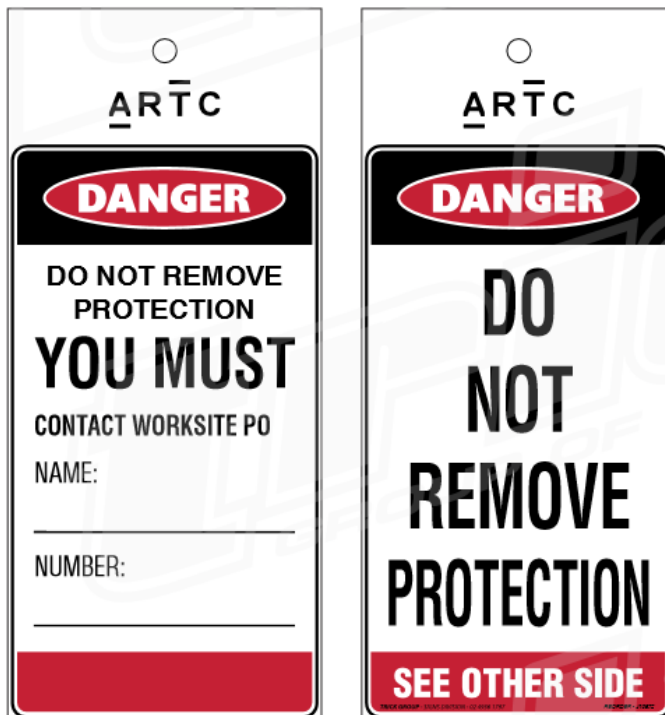 ARTC
DANGER
DO NOT REMOVE
PROTECTION
YOU MUST
CONTACT WORKSITE PO
NAME:
NUMBER:
ARTC
DANGER
DO
NOT
REMOVE
PROTECTION
SEE OTHER SIDE